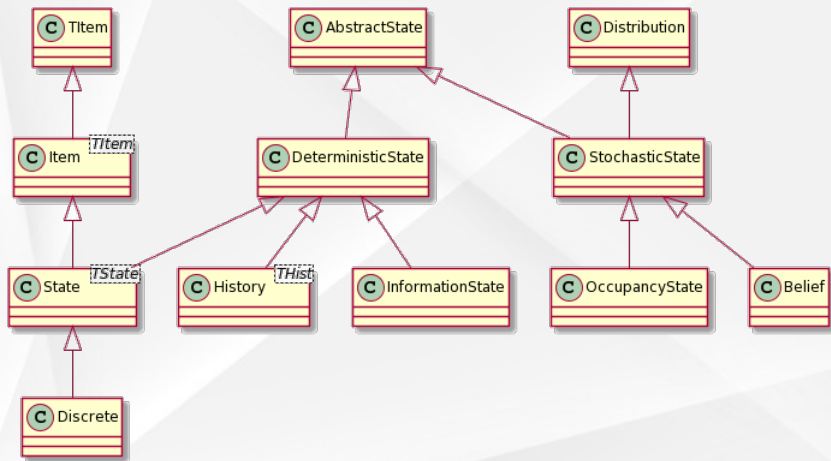 C TItem
C AbstractState
C Distribution
C Item
TItem
C DeterministicState
C StochasticState
C State
TState
C History
THist
C InformationState
C OccupancyState
C Belief
C Discrete